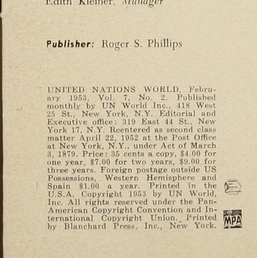 Edith Kleiner, Manager
Publisher: Roger S. Phillips
UNITED NATIONS WORLD, Febru-
ary 1953, Vol. 7, No. 2. Published
monthly by UN World Inc., 418 West
25 St., New York, N.Y. Editorial and
Executive office: 319 East 44 St., New
York 17, N.Y. Reentered as second class
matter April 22, 1952 at the Post Office
at New York, N.Y., under Act of March
3, 1879. Price: 35 cents a copy, $4.00 for
one year, $7.00 for two years, $9.00 for
three years. Foreign postage outside US
Possessions, Western Hemisphere and
Spain $1.00 a year. Printed in the
U.S.A. Copyright 1953 by UN World,
Inc. All rights reserved under the Pan-
American Copyright Convention and In-
ternational Copyright Union. Printed
by Blanchard Press, Inc., New York.
MPA